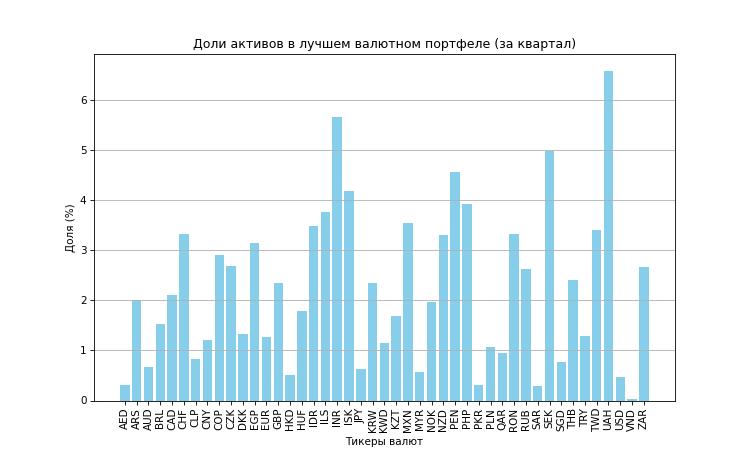 Доли активов в лучшем валютном портфеле (за квартал)
Доля (%)
6
5
4
3
2
1
0
AED ARS AUD BRL CAD CHF CLP CNY COP CZK DKK EGP EUR GBP HKD HUF IDR ILS INR ISK JPY KRW KWD KZT MXN MYR NOK NZD PEN PHP PKR PLN QAR RON RUB SAR SEK SGD THB TRY TWD UAH USD VND ZAR
Тикеры валют